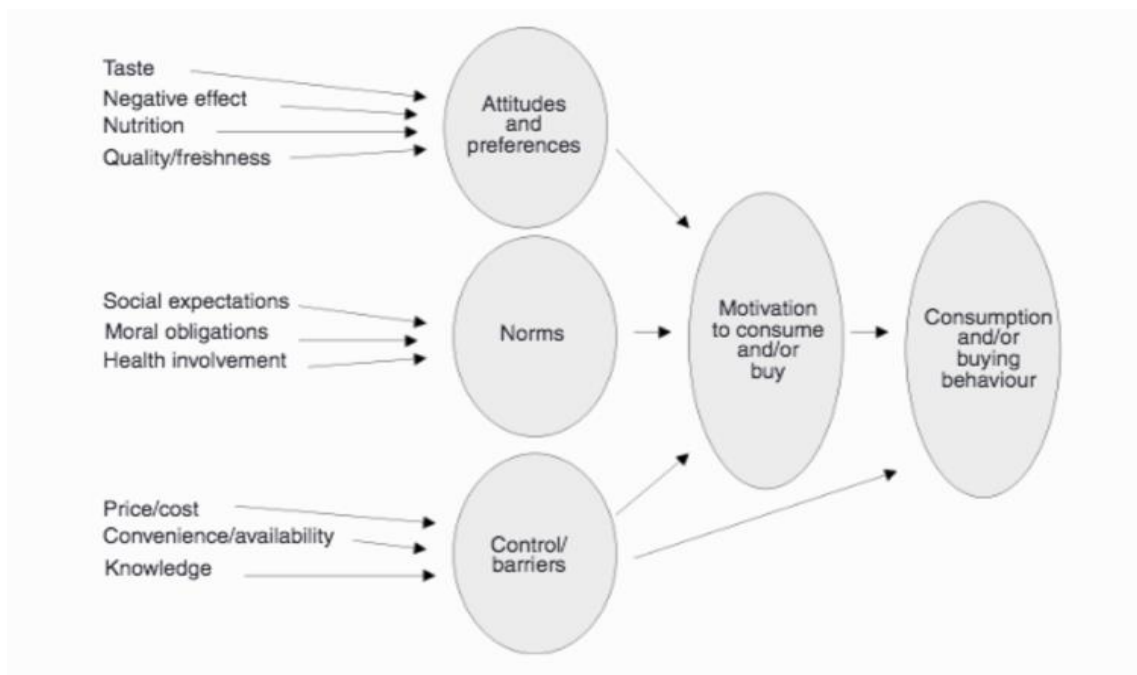 Taste
Negative effect
Nutrition
Quality/freshness
Attitudes
and
preferences
Social expectations
Moral obligations
Health involvement
Norms
Price/cost
Convenience/availability
Knowledge
Control/
barriers
Motivation
to consume
and/or
buy
Consumption
and/or
buying
behaviour